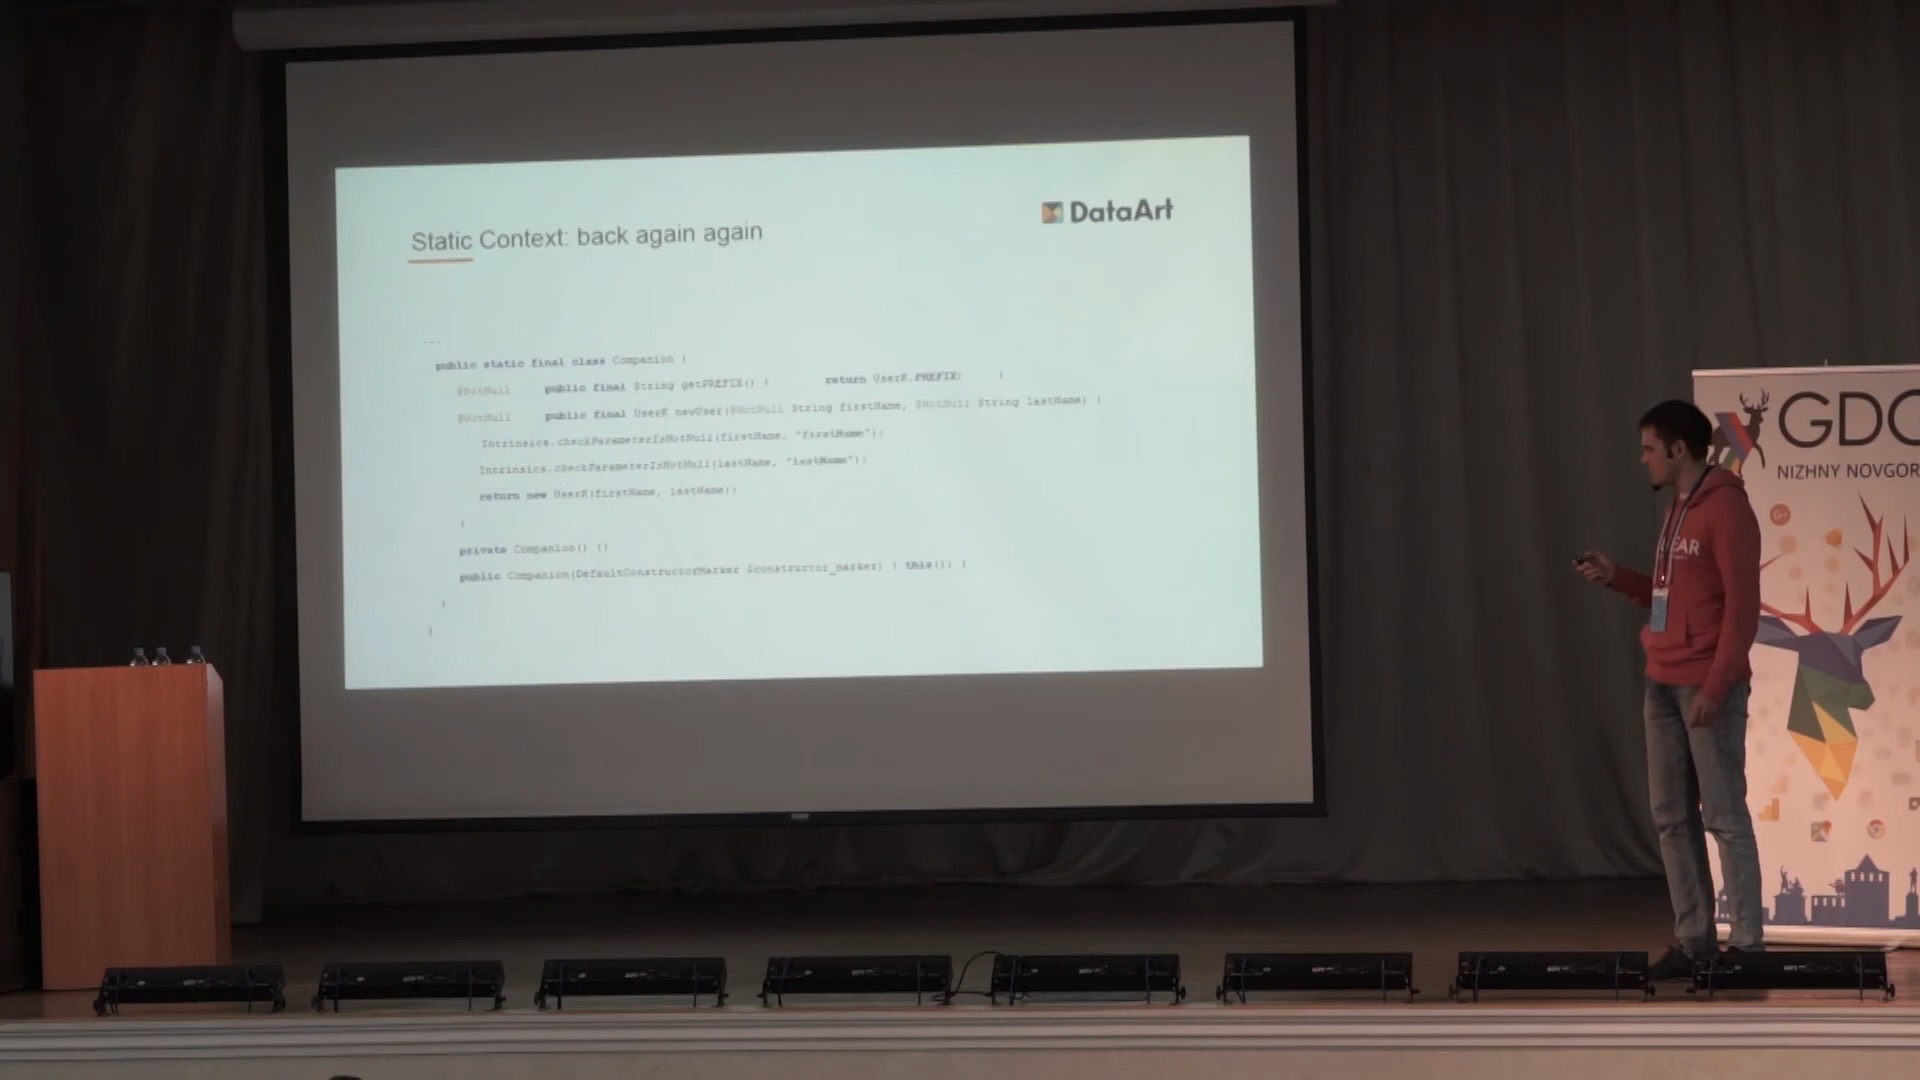 DataArt
Static Context: back again again
...
public static final class Companion {
@NotNull public final String getPREFIX() { return UserK.PREFIX; }
@NotNull public final UserK newUser(@NotNull String firstName, @NotNull String lastName) {
Intrinsics.checkParameterIsNotNull(firstName, "firstName");
Intrinsics.checkParameterIsNotNull(lastName, "lastName");
return new UserK(firstName, lastName);
}
private Companion() {}
public Companion(DefaultConstructorMarker $constructor_marker) { this(); }
}
}
GDG
NIZHNY NOVGOR
G+
EAR